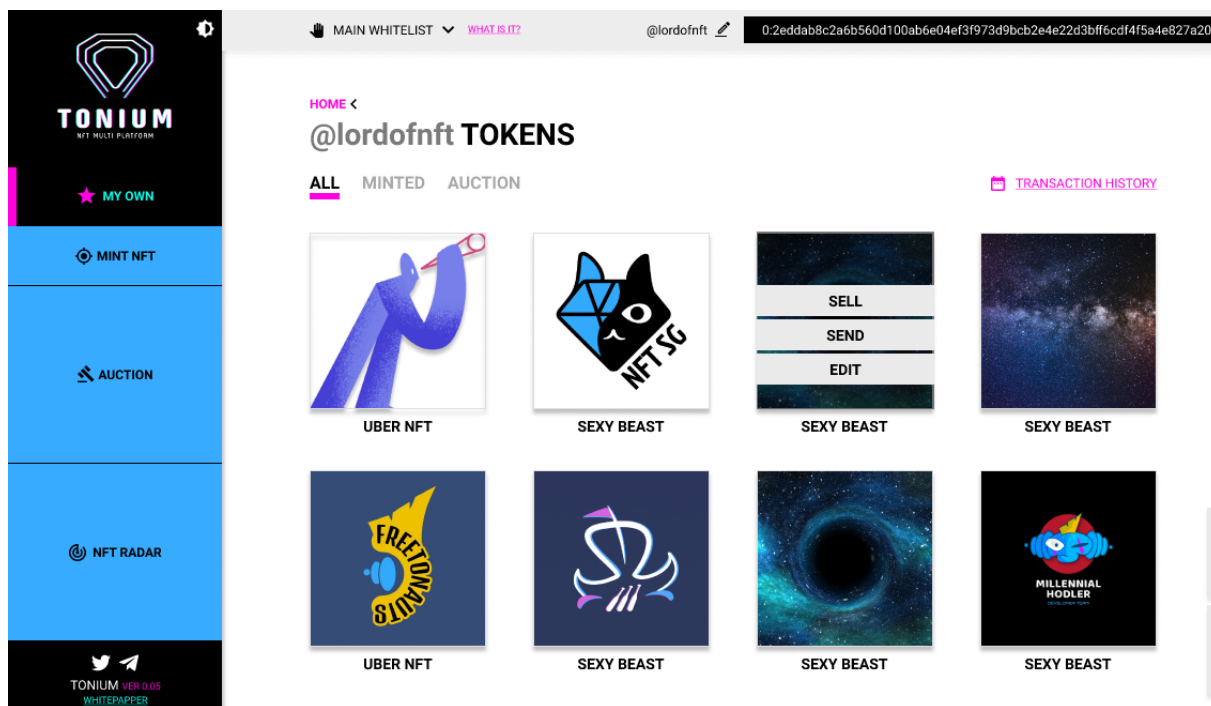 MAIN WHITELIST WHAT IS IT? @lordofnft 0:2eddab8c2a6b560d100ab6e04ef3f973d9bcb2e4e22d3bff6cdf4f5a4e827a20
TONIUM
NFT MULTI PLATFORM
MY OWN
MINT NFT
AUCTION
NFT RADAR
TONIUM VER 0.05
WHITEPAPPER
HOME <
@lordofnft TOKENS
ALL MINTED AUCTION
TRANSACTION HISTORY
NFT SG
SELL
SEND
EDIT
UBER NFT SEXY BEAST SEXY BEAST SEXY BEAST
FREETONAUTS
MILLENNIAL
HODLER
DEVELOPER TEAM
UBER NFT SEXY BEAST SEXY BEAST SEXY BEAST